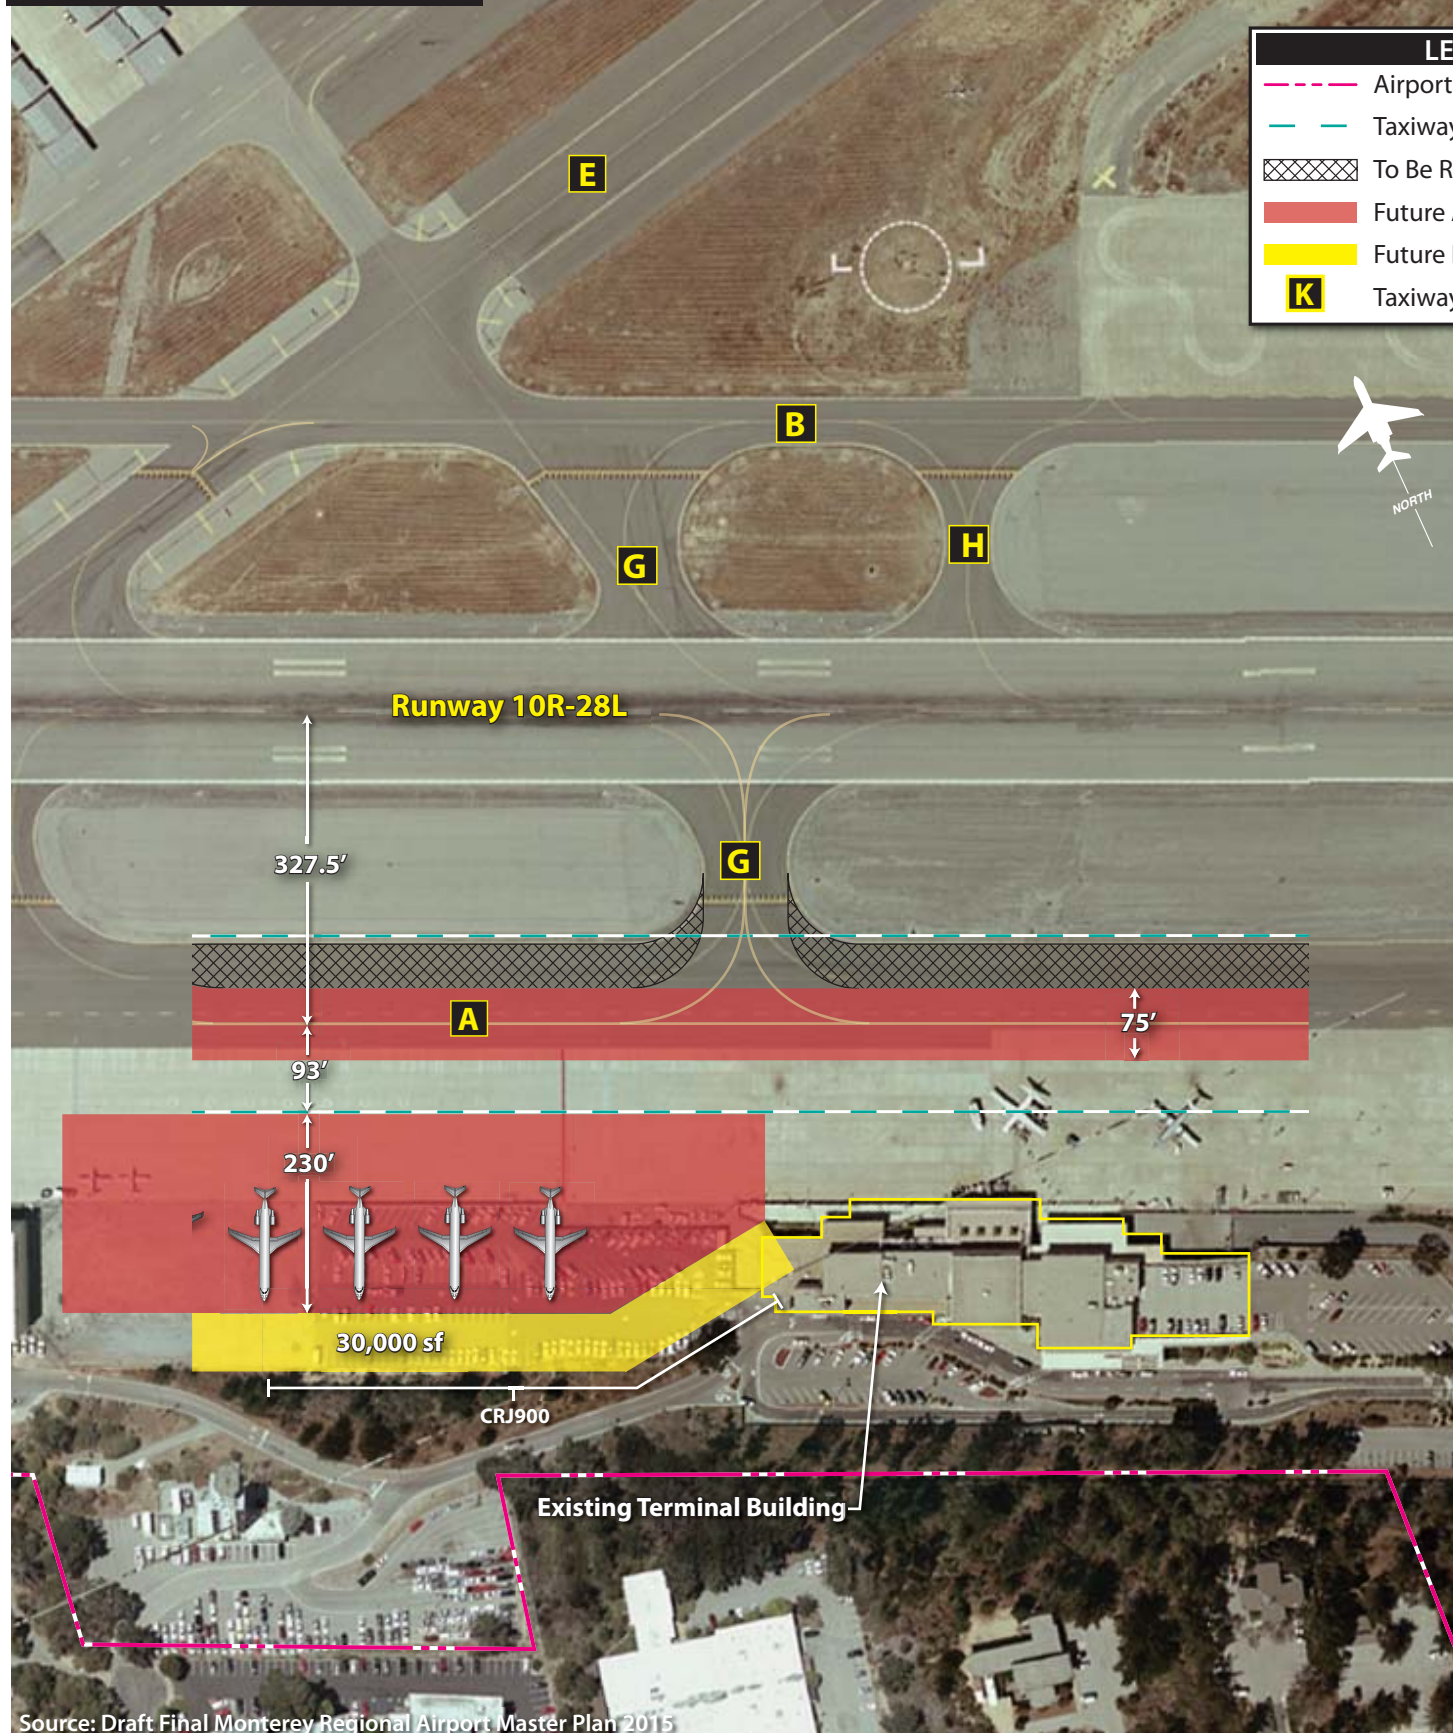 LE
Airport
Taxiway
To Be R
Future A
Future
K Taxiway
E
B
NORTH
H
G
Runway 10R-28L
327.5’
G
A
75’
93’
230’
30,000 sf
CRJ900
Existing Terminal Building
Source: Draft Final Monterey Regional Airport Master Plan 2015